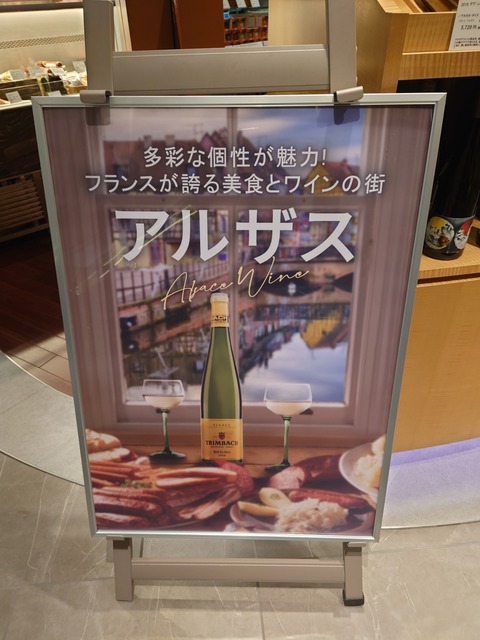 多彩な個性が魅力!
フランスが誇る美食とワインの街
アルザス
Alsace Wine
TRIMBACH
RIESLING